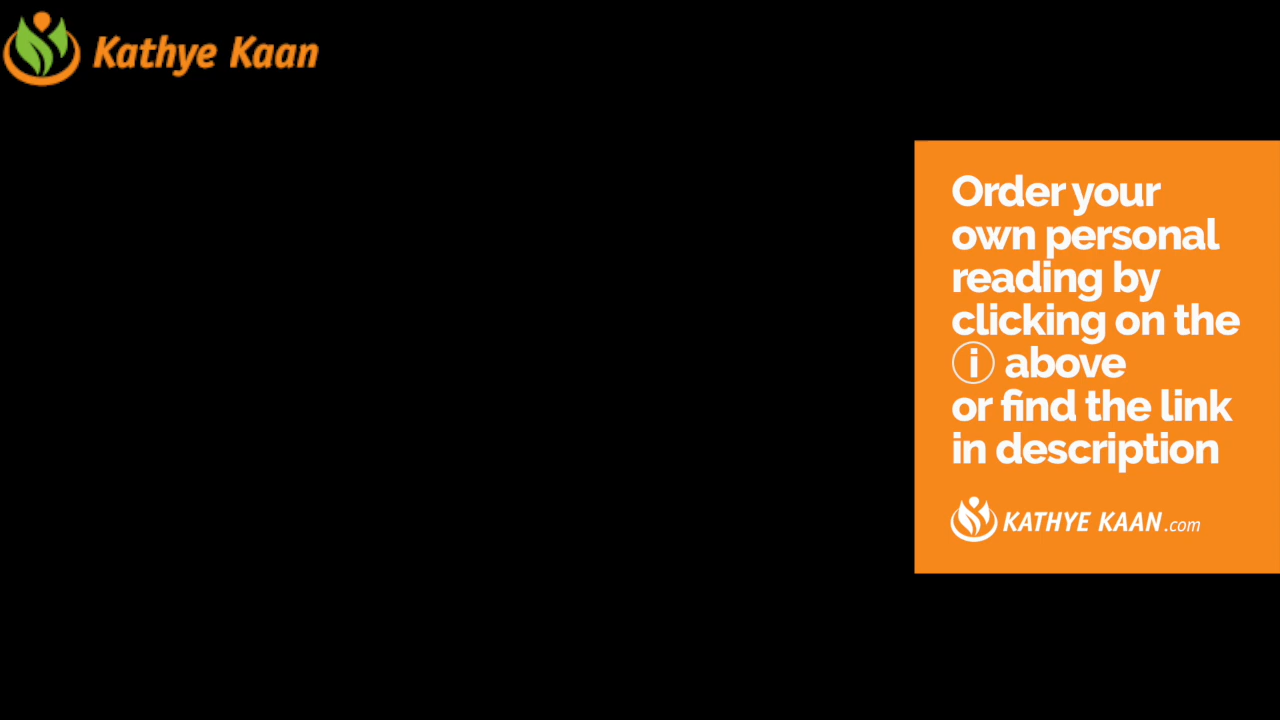 Kathye Kaan
Order your
own personal
reading by
clicking on the
i above
or find the link
in description
KATHYE KAAN.com